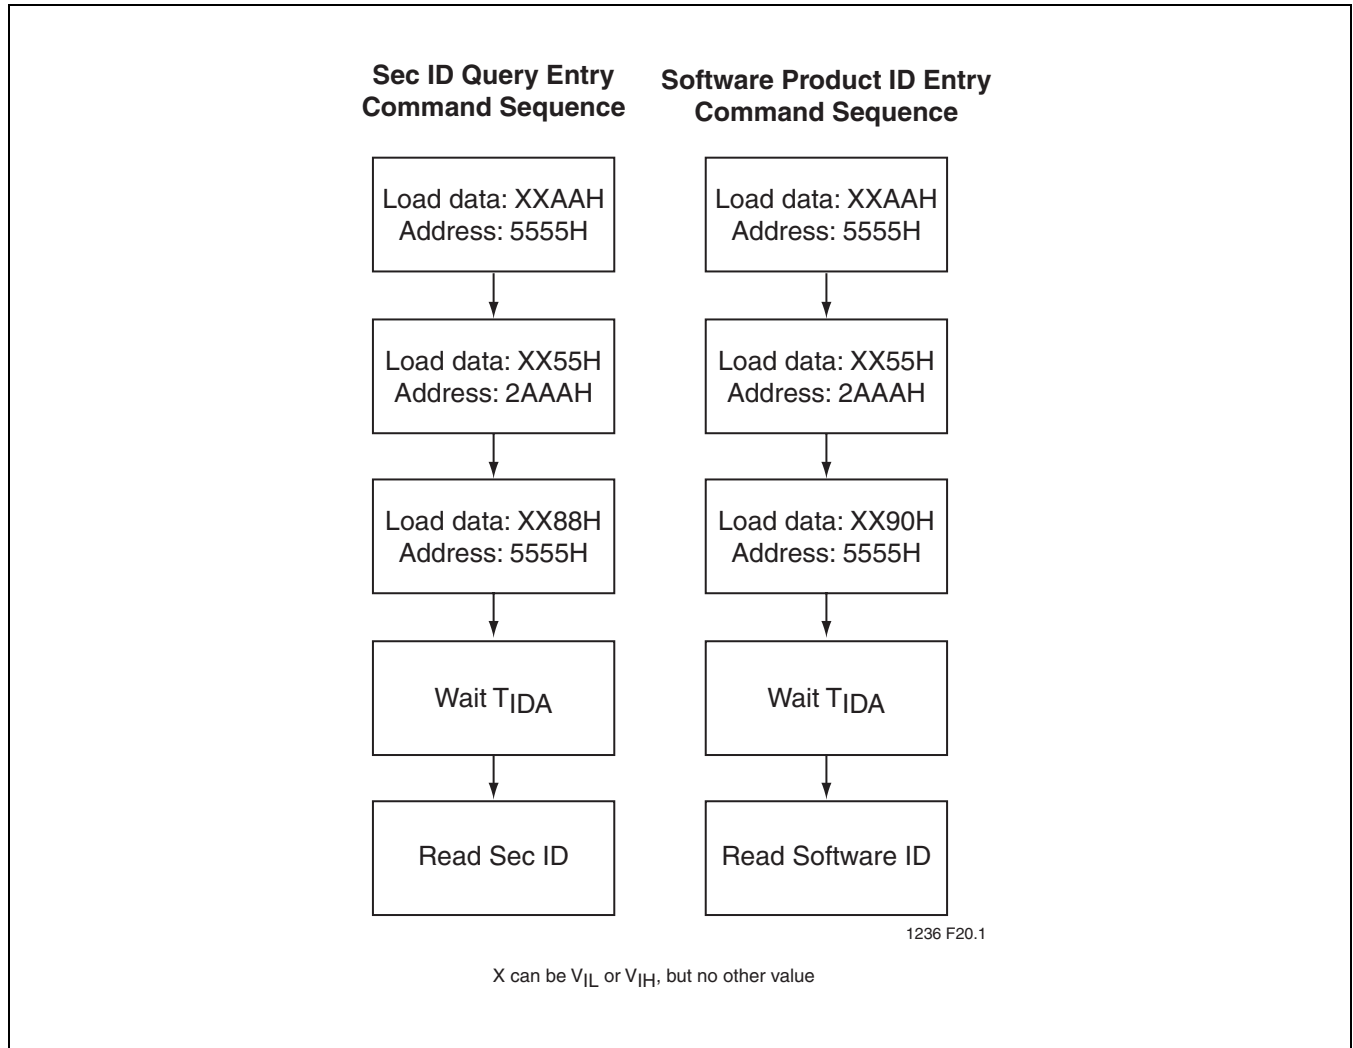 Sec ID Query Entry
Command Sequence
Load data: XXAAH
Address: 5555H
Load data: XX55H
Address: 2AAAH
Load data: XX88H
Address: 5555H
Wait TIDA
Read Sec ID
Software Product ID Entry
Command Sequence
Load data: XXAAH
Address: 5555H
Load data: XX55H
Address: 2AAAH
Load data: XX90H
Address: 5555H
Wait TIDA
Read Software ID
1236 F20.1
X can be VIL or VIH, but no other value